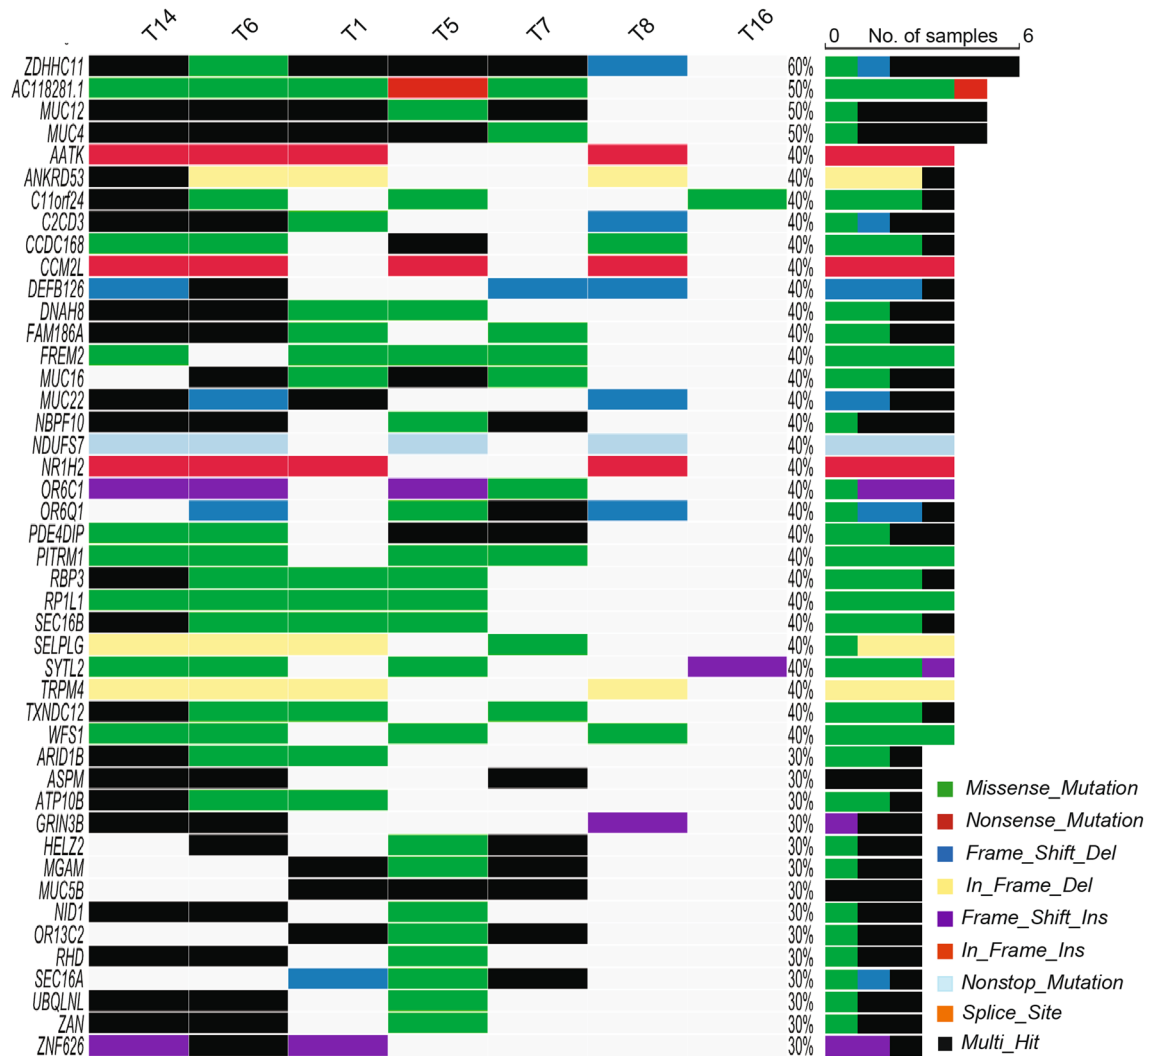 T14 T6 T1 T5 T7 T8 T16
0 No. of samples 6
ZDHHC11 60%
AC118281.1 50%
MUC12 50%
MUC4 50%
AATK 40%
ANKRD53 40%
C11orf24 40%
C2CD3 40%
CCDC168 40%
CCM2L 40%
DEFB126 40%
DNAH8 40%
FAM186A 40%
FREM2 40%
MUC16 40%
MUC22 40%
NBPF10 40%
NDUFS7 40%
NR1H2 40%
OR6C1 40%
OR6Q1 40%
PDE4DIP 40%
PITRM1 40%
RBP3 40%
RP1L1 40%
SEC16B 40%
SELPLG 40%
SYTL2 40%
TRPM4 40%
TXNDC12 40%
WFS1 40%
ARID1B 30%
ASPM 30%
ATP10B 30%
GRIN3B 30%
HELZ2 30%
MGAM 30%
MUC5B 30%
NID1 30%
OR13C2 30%
RHD 30%
SEC16A 30%
UBQLNL 30%
ZAN 30%
ZNF626 30%
Missense_Mutation
Nonsense_Mutation
Frame_Shift_Del
In_Frame_Del
Frame_Shift_Ins
In_Frame_Ins
Nonstop_Mutation
Splice_Site
Multi_Hit